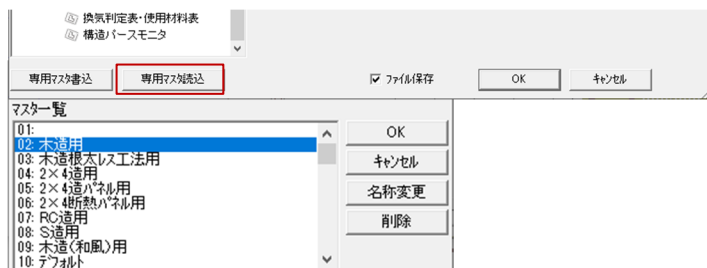 換気判定表・使用材料表
構造パースモニタ
専用ﾏｽﾀ書込 専用ﾏｽﾀ読込 ファイル保存 OK ｷｬﾝｾﾙ
ﾏｽﾀ一覧
01:
02: 木造用
03: 木造根太ﾚｽ工法用
04: 2×4造用
05: 2×4造ﾊﾟﾈﾙ用
06: 2×4断熱ﾊﾟﾈﾙ用
07: RC造用
08: S造用
09: 木造(和風)用
10: ﾃﾞﾌｫﾙﾄ
OK
ｷｬﾝｾﾙ
名称変更
削除